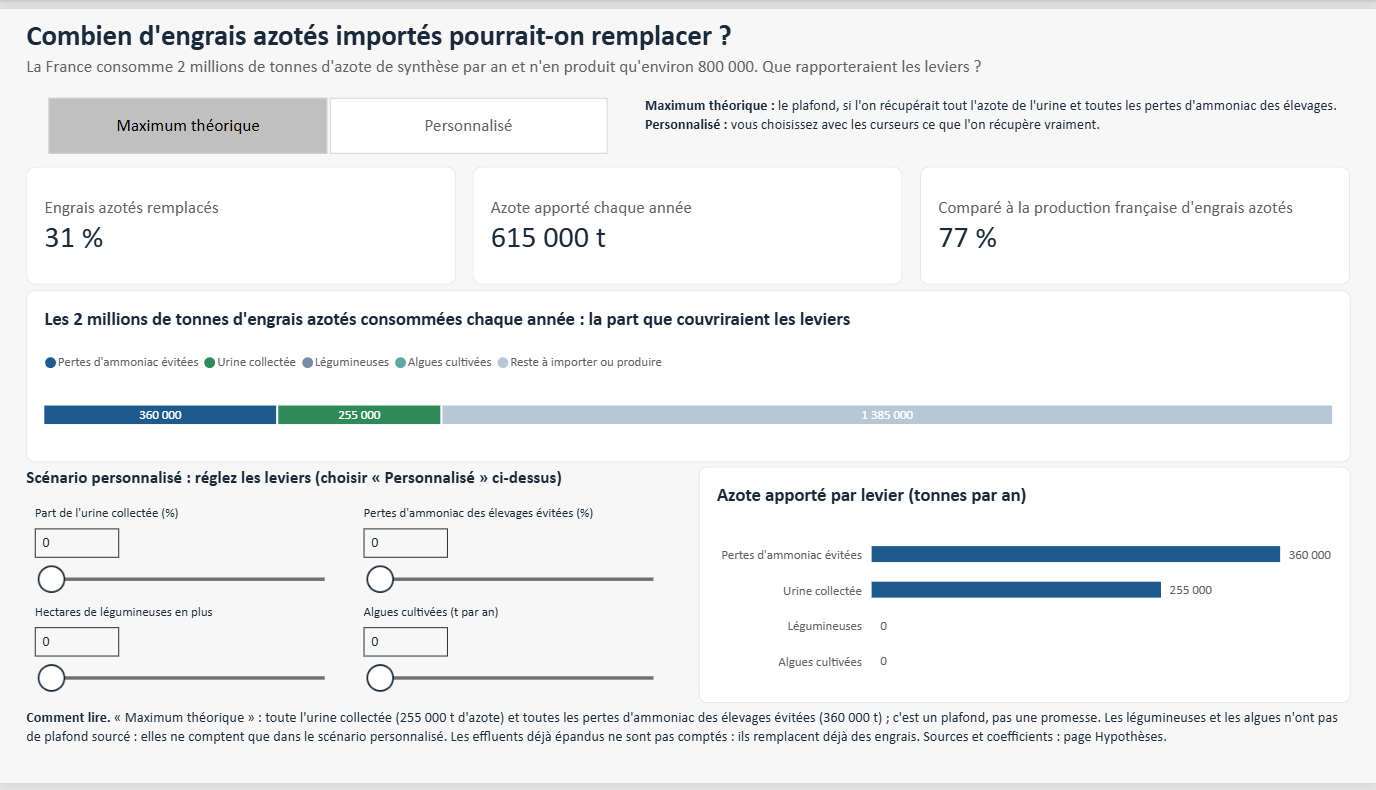 Combien d'engrais azotés importés pourrait-on remplacer ?
La France consomme 2 millions de tonnes d'azote de synthèse par an et n'en produit qu'environ 800 000. Que rapporteraient les leviers ?
Maximum théorique
Personnalisé
Maximum théorique : le plafond, si l'on récupérait tout l'azote de l'urine et toutes les pertes d'ammoniac des élevages.
Personnalisé : vous choisissez avec les curseurs ce que l'on récupère vraiment.
Engrais azotés remplacés
31 %
Azote apporté chaque année
615 000 t
Comparé à la production française d'engrais azotés
77 %
Les 2 millions de tonnes d'engrais azotés consommées chaque année : la part que couvriraient les leviers
Pertes d'ammoniac évitées
Urine collectée
Légumineuses
Algues cultivées
Reste à importer ou produire
360 000
255 000
1 385 000
Scénario personnalisé : réglez les leviers (choisir « Personnalisé » ci-dessus)
Part de l'urine collectée (%)
0
Pertes d'ammoniac des élevages évitées (%)
0
Hectares de légumineuses en plus
0
Algues cultivées (t par an)
0
Azote apporté par levier (tonnes par an)
Pertes d'ammoniac évitées
360 000
Urine collectée
255 000
Légumineuses
0
Algues cultivées
0
Comment lire. « Maximum théorique » : toute l'urine collectée (255 000 t d'azote) et toutes les pertes d'ammoniac des élevages évitées (360 000 t) ; c'est un plafond, pas une promesse. Les légumineuses et les algues n'ont pas
de plafond sourcé : elles ne comptent que dans le scénario personnalisé. Les effluents déjà épandus ne sont pas comptés : ils remplacent déjà des engrais. Sources et coefficients : page Hypothèses.